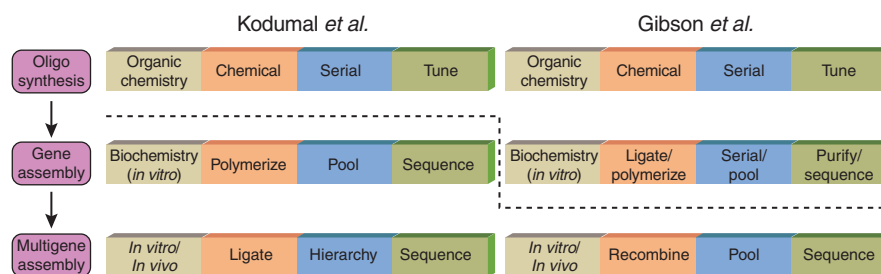 Kodumal et al.
Gibson et al.
Oligo
synthesis
Organic
chemistry
Chemical
Serial
Tune
Organic
chemistry
Chemical
Serial
Tune
Gene
assembly
Biochemistry
(in vitro)
Polymerize
Pool
Sequence
Biochemistry
(in vitro)
Ligate/
polymerize
Serial/
pool
Purify/
sequence
Multigene
assembly
In vitro/
In vivo
Ligate
Hierarchy
Sequence
In vitro/
In vivo
Recombine
Pool
Sequence